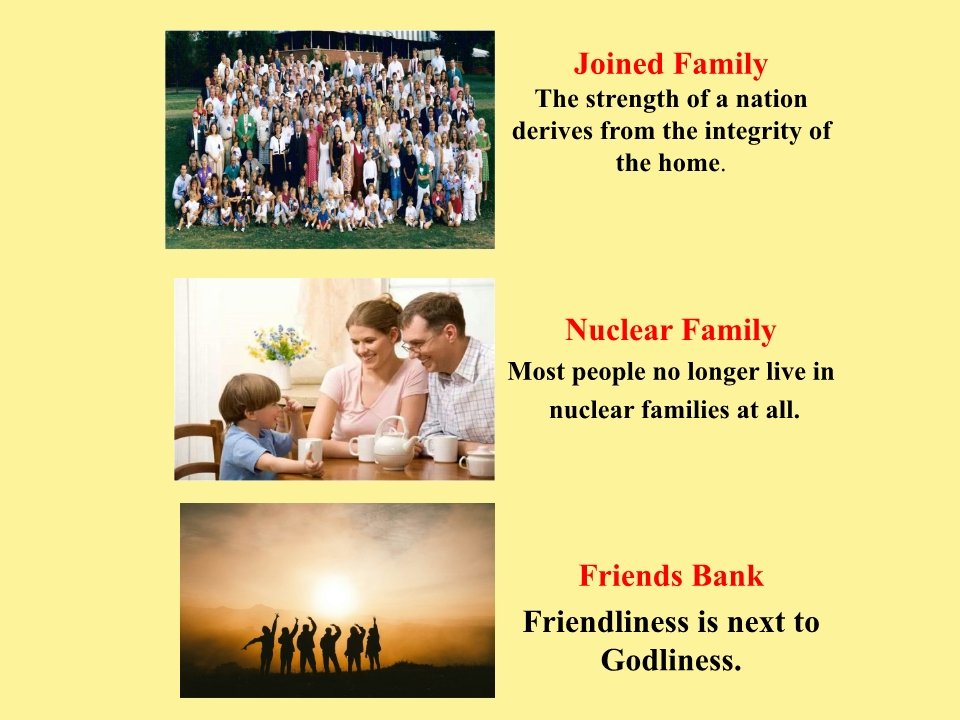 Joined Family
The strength of a nation
derives from the integrity of
the home.
Nuclear Family
Most people no longer live in
nuclear families at all.
Friends Bank
Friendliness is next to
Godliness.